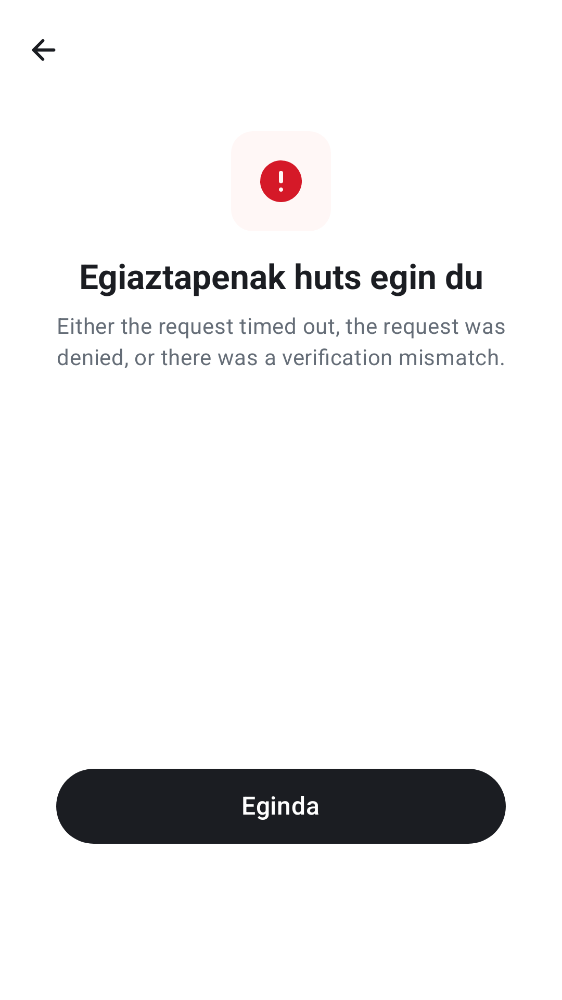 Egiaztapenak huts egin du
Either the request timed out, the request was
denied, or there was a verification mismatch.
Eginda